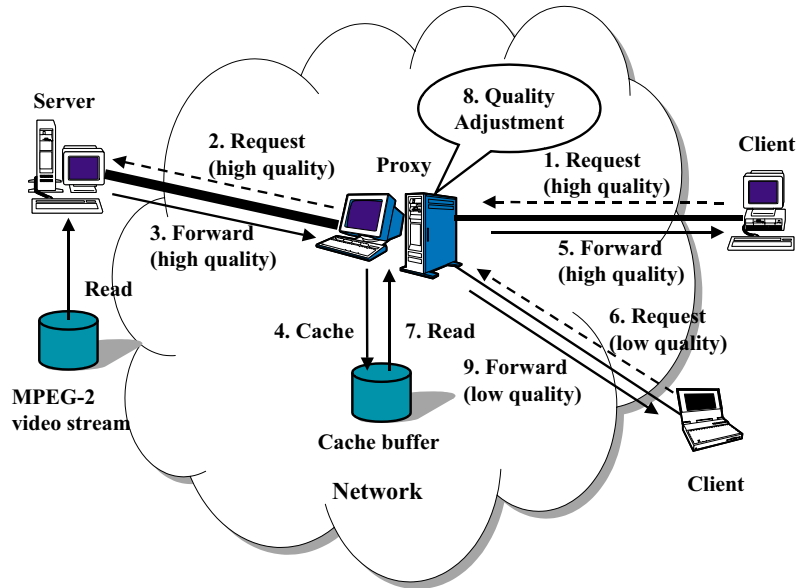 8. Quality
Adjustment
Server
2. Request
(high quality)
Proxy
Client
1. Request
(high quality)
3. Forward
(high quality)
5. Forward
(high quality)
Read
4. Cache
7. Read
6. Request
(low quality)
9. Forward
(low quality)
MPEG-2
video stream
Cache buffer
Client
Network